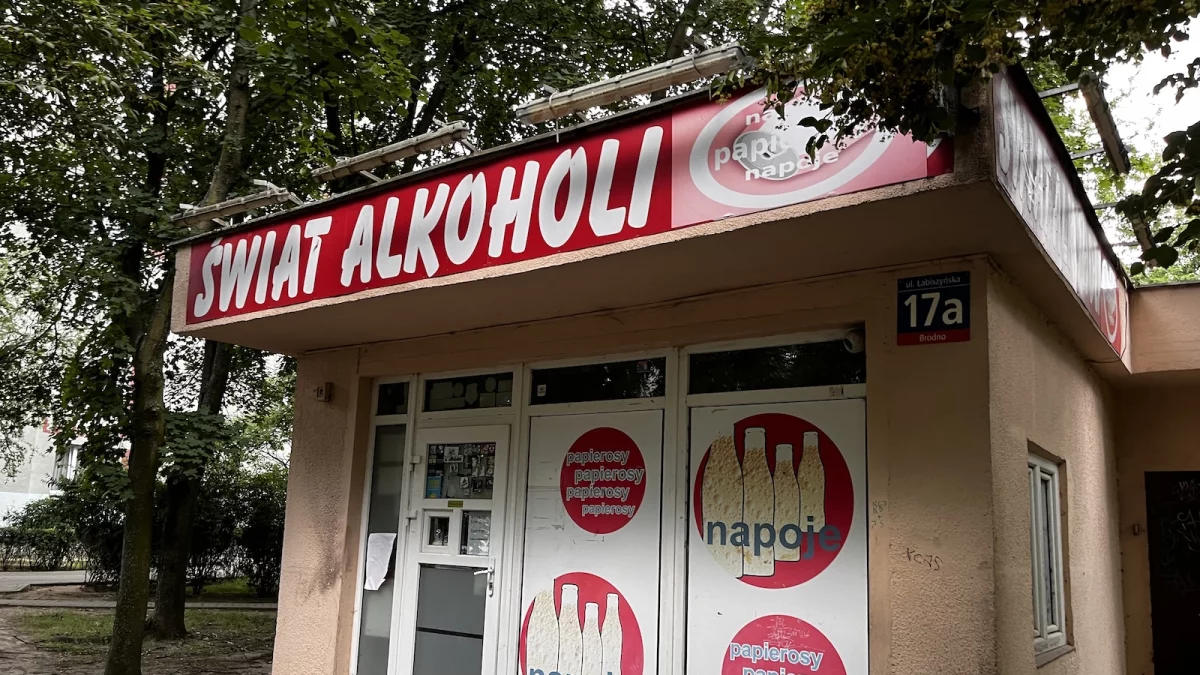 ŚWIAT ALKOHOLI
napoje
ul. Łabiszyńska
17a
Bródno
papierosy
papierosy
papierosy
papierosy
napoje
papierosy